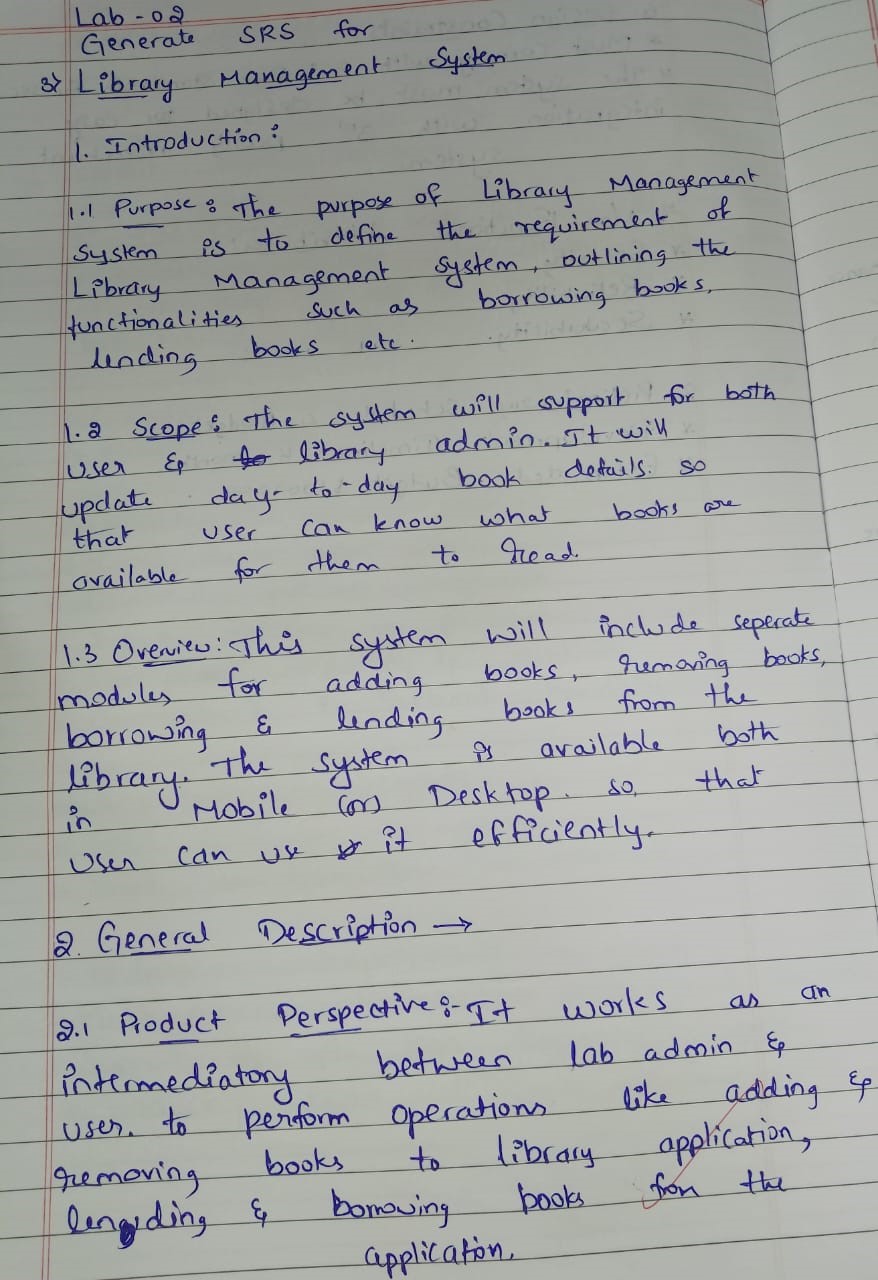 Lab - 02
Generate SRS for
3) Library Management System
1. Introduction :
1.1 Purpose : The purpose of Library Management
System is to define the requirement of
Library Management System, outlining the
functionalities such as borrowing books,
lending books etc.
1.2 Scope : The system will support for both
user & library admin. It will
update day-to-day book details. so
that user can know what books are
available for them to read.
1.3 Overview : This system will include seperate
modules for adding books, removing books,
borrowing & lending books from the
library. The system is available both
in Mobile (or) Desktop. so, that
user can use it efficiently.
2. General Description →
2.1 Product Perspective :- It works as an
intermediatory between lab admin &
user. to perform operations like adding &
removing books to library application,
lending & borrowing books from the
application.